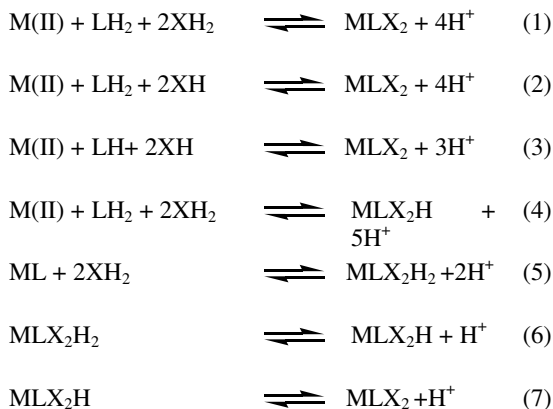 M(II) + LH₂ + 2XH₂ ⇌ MLX₂ + 4H⁺ (1)
M(II) + LH₂ + 2XH ⇌ MLX₂ + 4H⁺ (2)
M(II) + LH+ 2XH ⇌ MLX₂ + 3H⁺ (3)
M(II) + LH₂ + 2XH₂ ⇌ MLX₂H + (4)
5H⁺
ML + 2XH₂ ⇌ MLX₂H₂ +2H⁺ (5)
MLX₂H₂ ⇌ MLX₂H + H⁺ (6)
MLX₂H ⇌ MLX₂ +H⁺ (7)